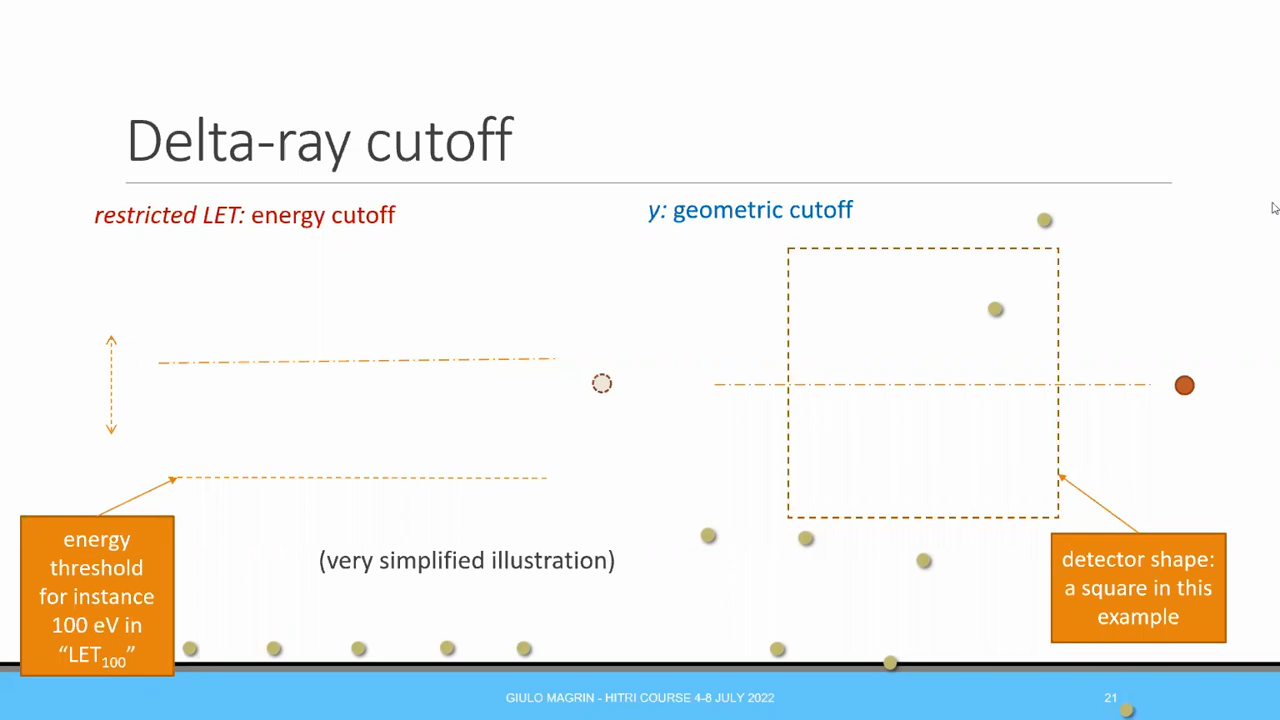 Delta-ray cutoff
restricted LET: energy cutoff
y: geometric cutoff
energy
threshold
for instance
100 eV in
“LET100”
(very simplified illustration)
detector shape:
a square in this
example
GIULO MAGRIN - HITRI COURSE 4-8 JULY 2022
21